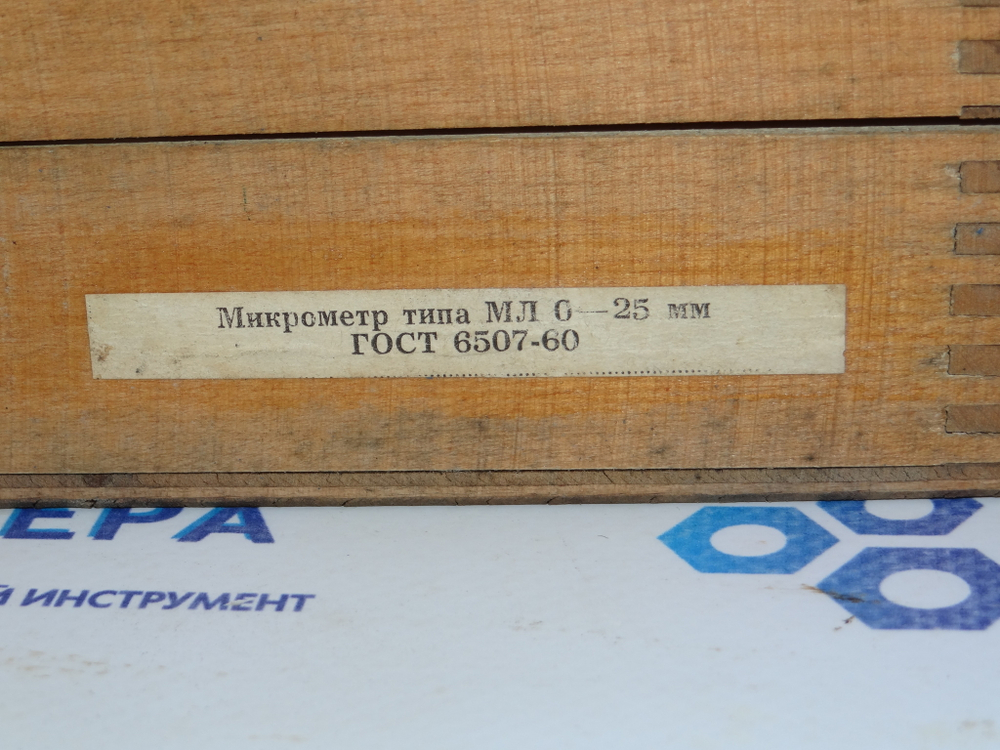 Микрометр типа МЛ 0—25 мм
ГОСТ 6507-60
ЕРА
Й ИНСТРУМЕНТ